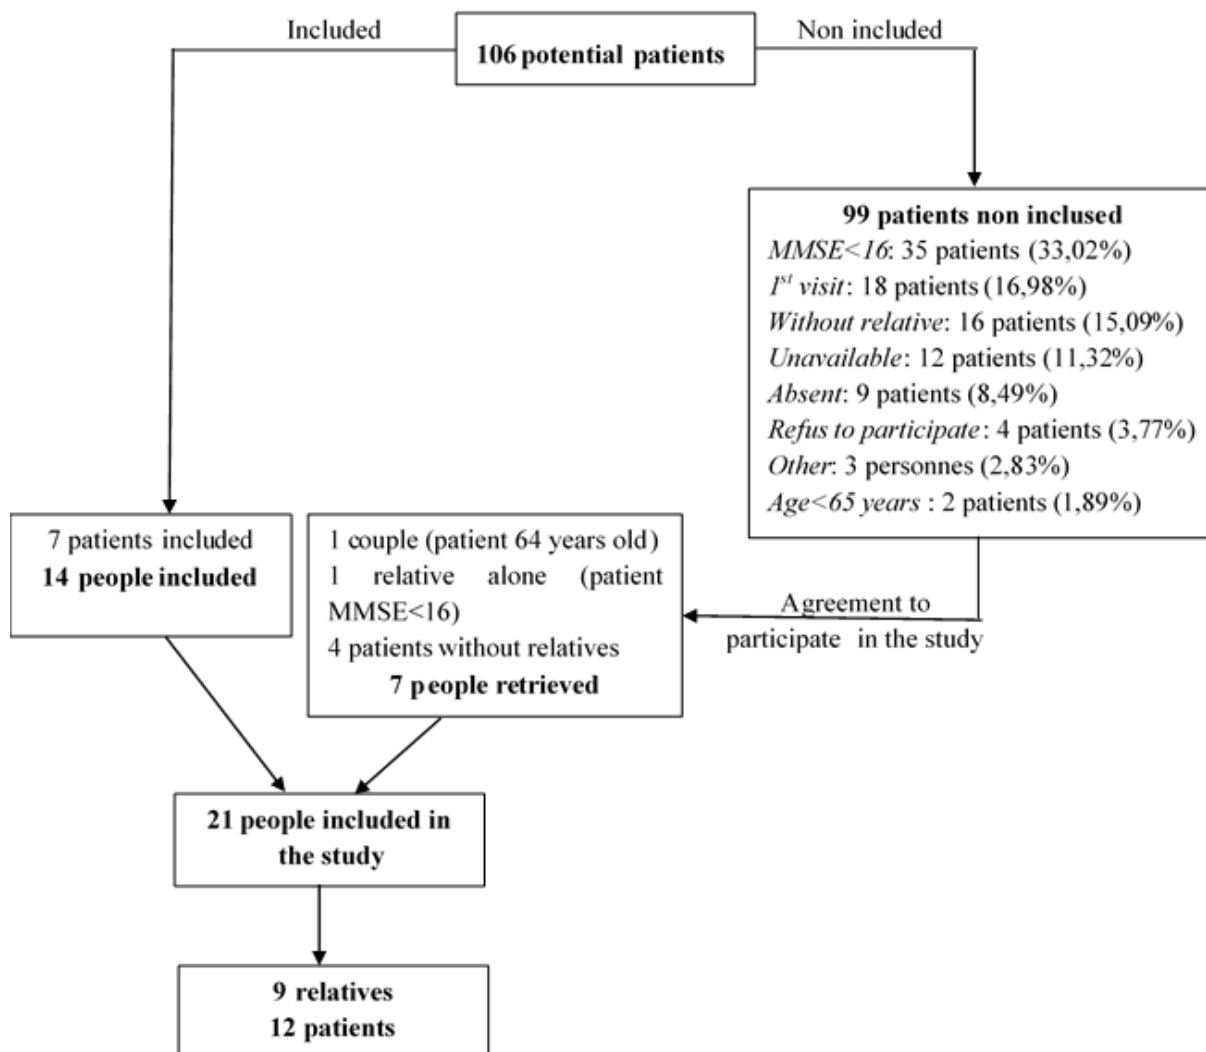 Included
106 potential patients
Non included
99 patients non inclused
MMSE<16: 35 patients (33,02%)
1st visit: 18 patients (16,98%)
Without relative: 16 patients (15,09%)
Unavailable: 12 patients (11,32%)
Absent: 9 patients (8,49%)
Refus to participate: 4 patients (3,77%)
Other: 3 personnes (2,83%)
Age<65 years : 2 patients (1,89%)
7 patients included
14 people included
1 couple (patient 64 years old)
1 relative alone (patient
MMSE<16)
4 patients without relatives
7 people retrieved
Agreement to
participate in the study
21 people included in
the study
9 relatives
12 patients